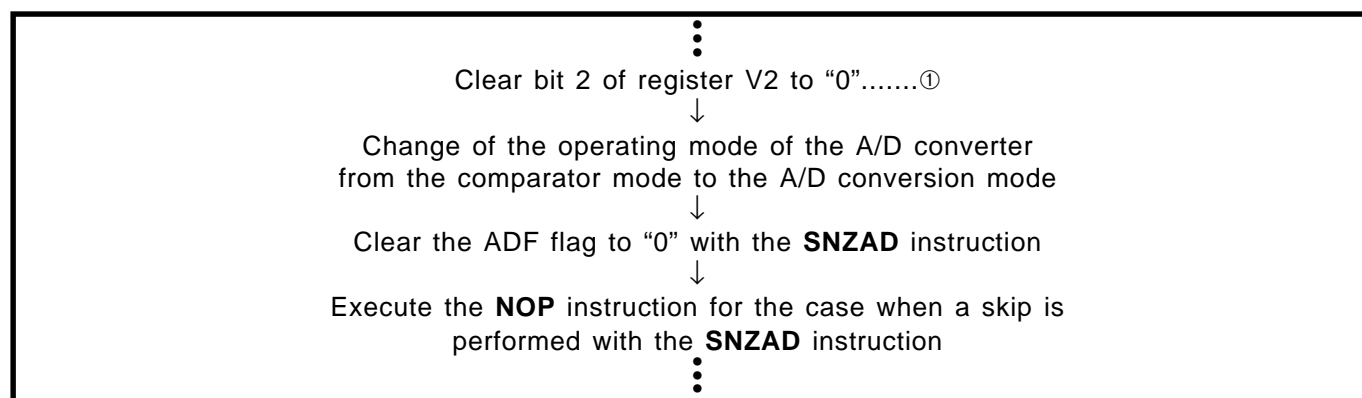 Clear bit 2 of register V2 to “0”.......①
↓
Change of the operating mode of the A/D converter
from the comparator mode to the A/D conversion mode
↓
Clear the ADF flag to “0” with the SNZAD instruction
↓
Execute the NOP instruction for the case when a skip is
performed with the SNZAD instruction